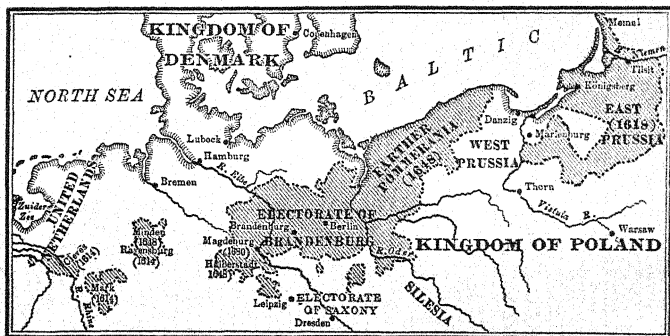 KINGDOM OF
DENMARK
Copenhagen
NORTH SEA
BALTIC
Memel
Niemen
Tilsit
Königsberg
EAST
(1618)
PRUSSIA
Danzig
Marienburg
WEST
PRUSSIA
FARTHER
POMERANIA
(1648)
Lubeck
Hamburg
R. Elbe
Bremen
UNITED
NETHERLANDS
Zuider
Zee
Thorn
Vistula R.
Warsaw
KINGDOM OF POLAND
ELECTORATE OF
BRANDENBURG
Brandenburg
Berlin
Minden
(1648)
Ravensburg
(1614)
Magdeburg
(1680)
Halberstadt
(1648)
Cleves
(1614)
Mark
(1614)
R. Rhine
R. Oder
SILESIA
Leipzig
ELECTORATE
OF SAXONY
Dresden